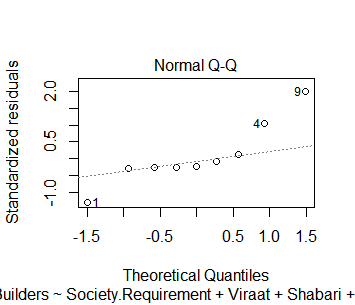 Normal Q-Q
Standardized residuals
2.0
0.5
-1.0
9
4
1
-1.5
-0.5
0.5
1.0
1.5
Theoretical Quantiles
Builders ~ Society.Requirement + Viraat + Shabari +